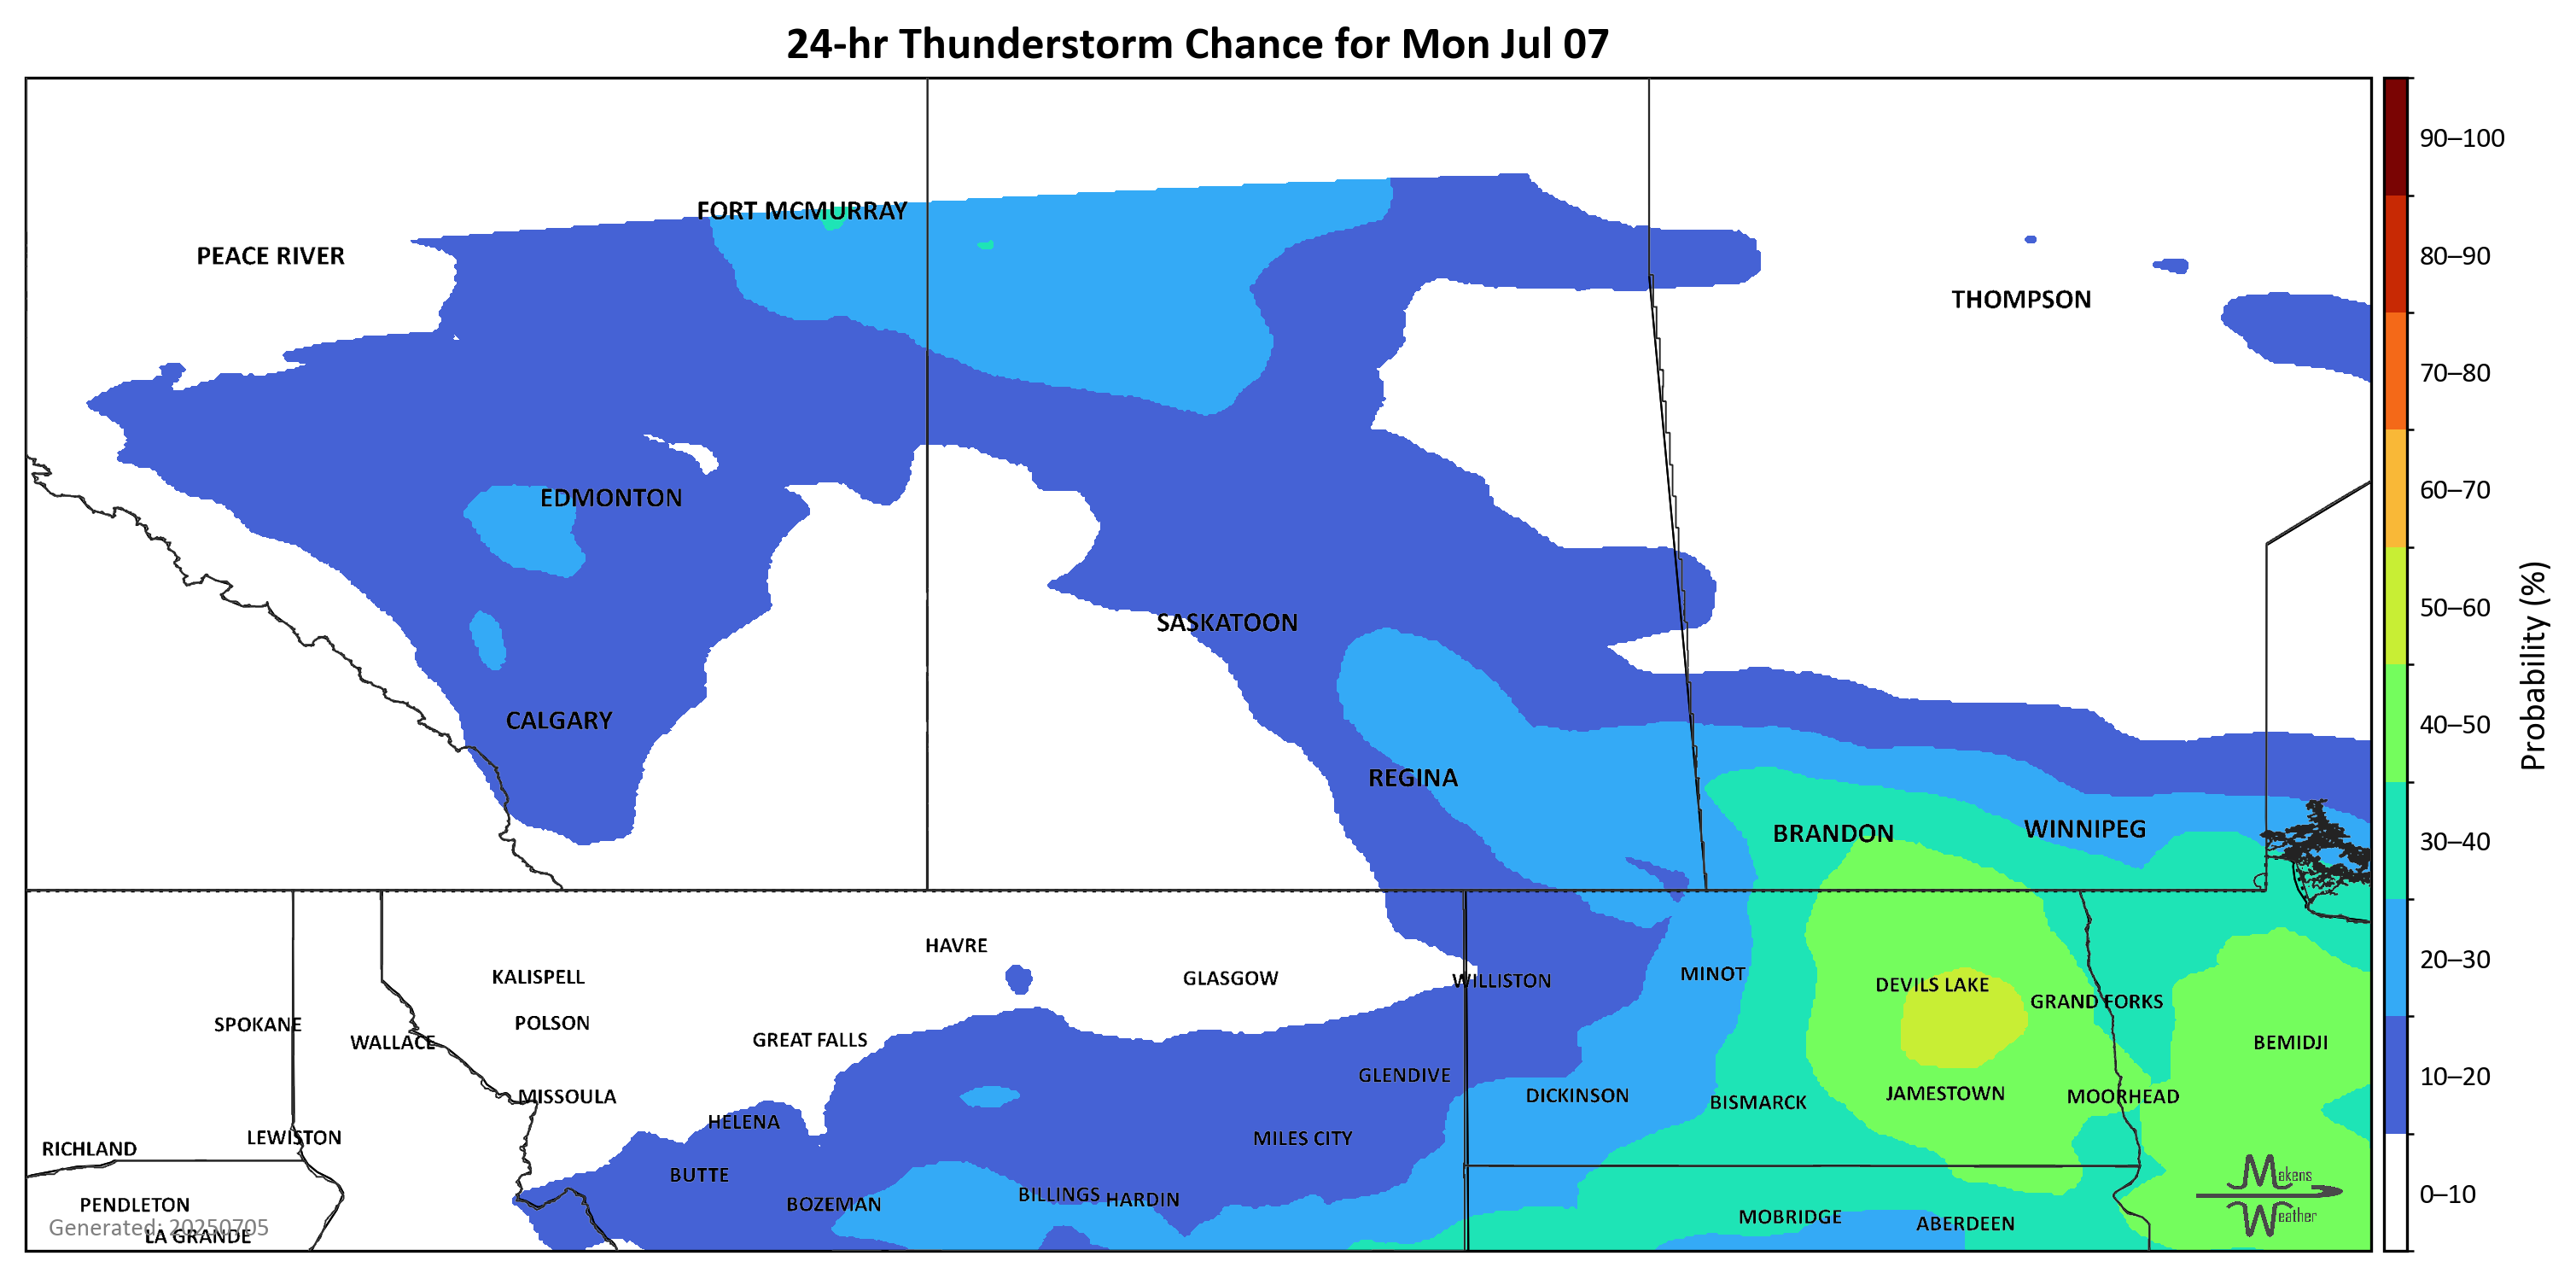 24-hr Thunderstorm Chance for Mon Jul 07
90–100
FORT MCMURRAY
PEACE RIVER
80–90
THOMPSON
70–80
60–70
EDMONTON
50–60
SASKATOON
CALGARY
40–50
Probability (%)
REGINA
BRANDON
WINNIPEG
30–40
HAVRE
20–30
KALISPELL
GLASGOW
WILLISTON
MINOT
DEVILS LAKE
GRAND FORKS
SPOKANE
POLSON
WALLACE
GREAT FALLS
BEMIDJI
GLENDIVE
10–20
MISSOULA
DICKINSON
BISMARCK
JAMESTOWN
MOORHEAD
HELENA
LEWISTON
MILES CITY
RICHLAND
BUTTE
Makens
0–10
BILLINGS
HARDIN
PENDLETON
BOZEMAN
MOBRIDGE
ABERDEEN
Weather
Generated: 20250705
LA GRANDE